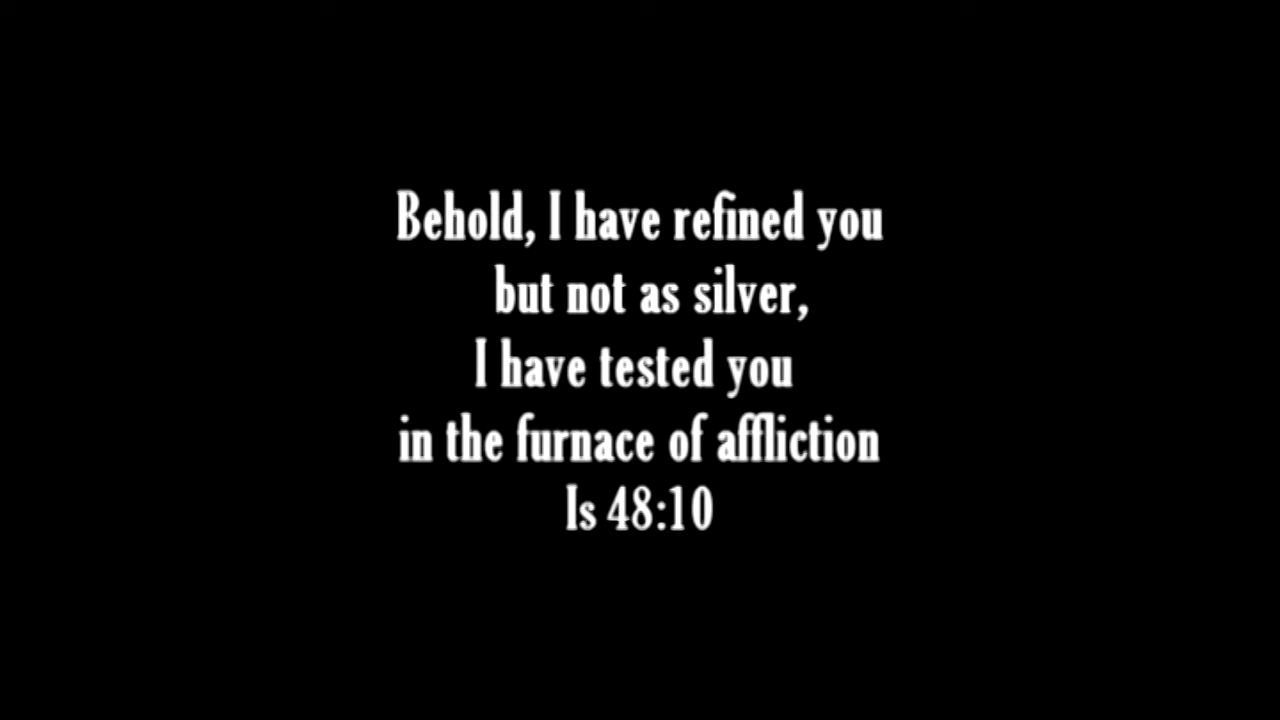 Behold, I have refined you
but not as silver,
I have tested you
in the furnace of affliction
Is 48:10